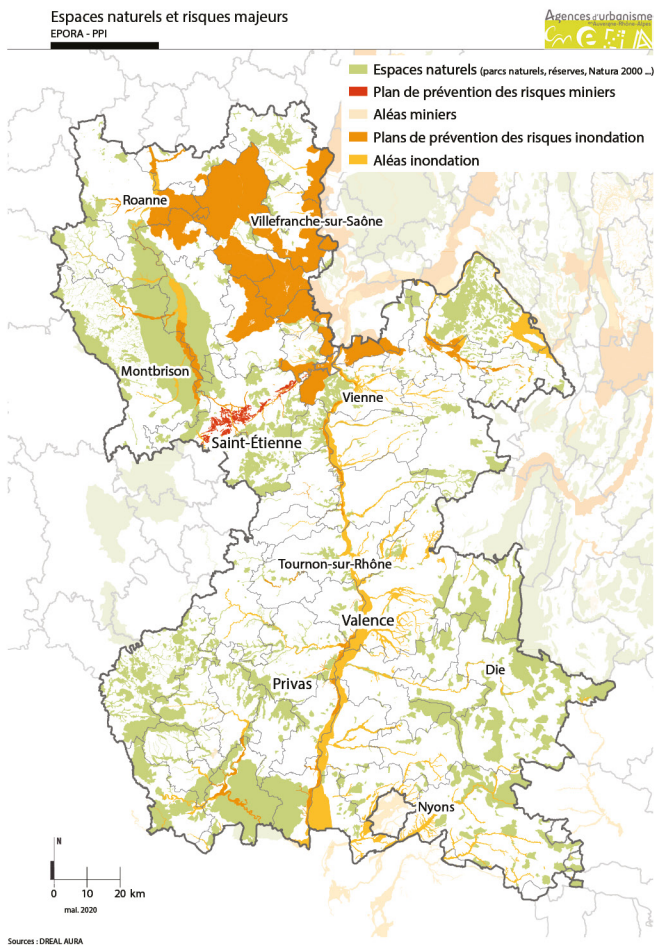 Espaces naturels et risques majeurs
EPORA - PPI
Agences d'urbanisme
Auvergne-Rhône-Alpes
Espaces naturels (parcs naturels, réserves, Natura 2000 ...)
Plan de prévention des risques miniers
Aléas miniers
Plans de prévention des risques inondation
Aléas inondation
Roanne
Villefranche-sur-Saône
Montbrison
Vienne
Saint-Étienne
Tournon-sur-Rhône
Valence
Die
Privas
Nyons
N
0 10 20 km
mai. 2020
Sources : DREAL AURA